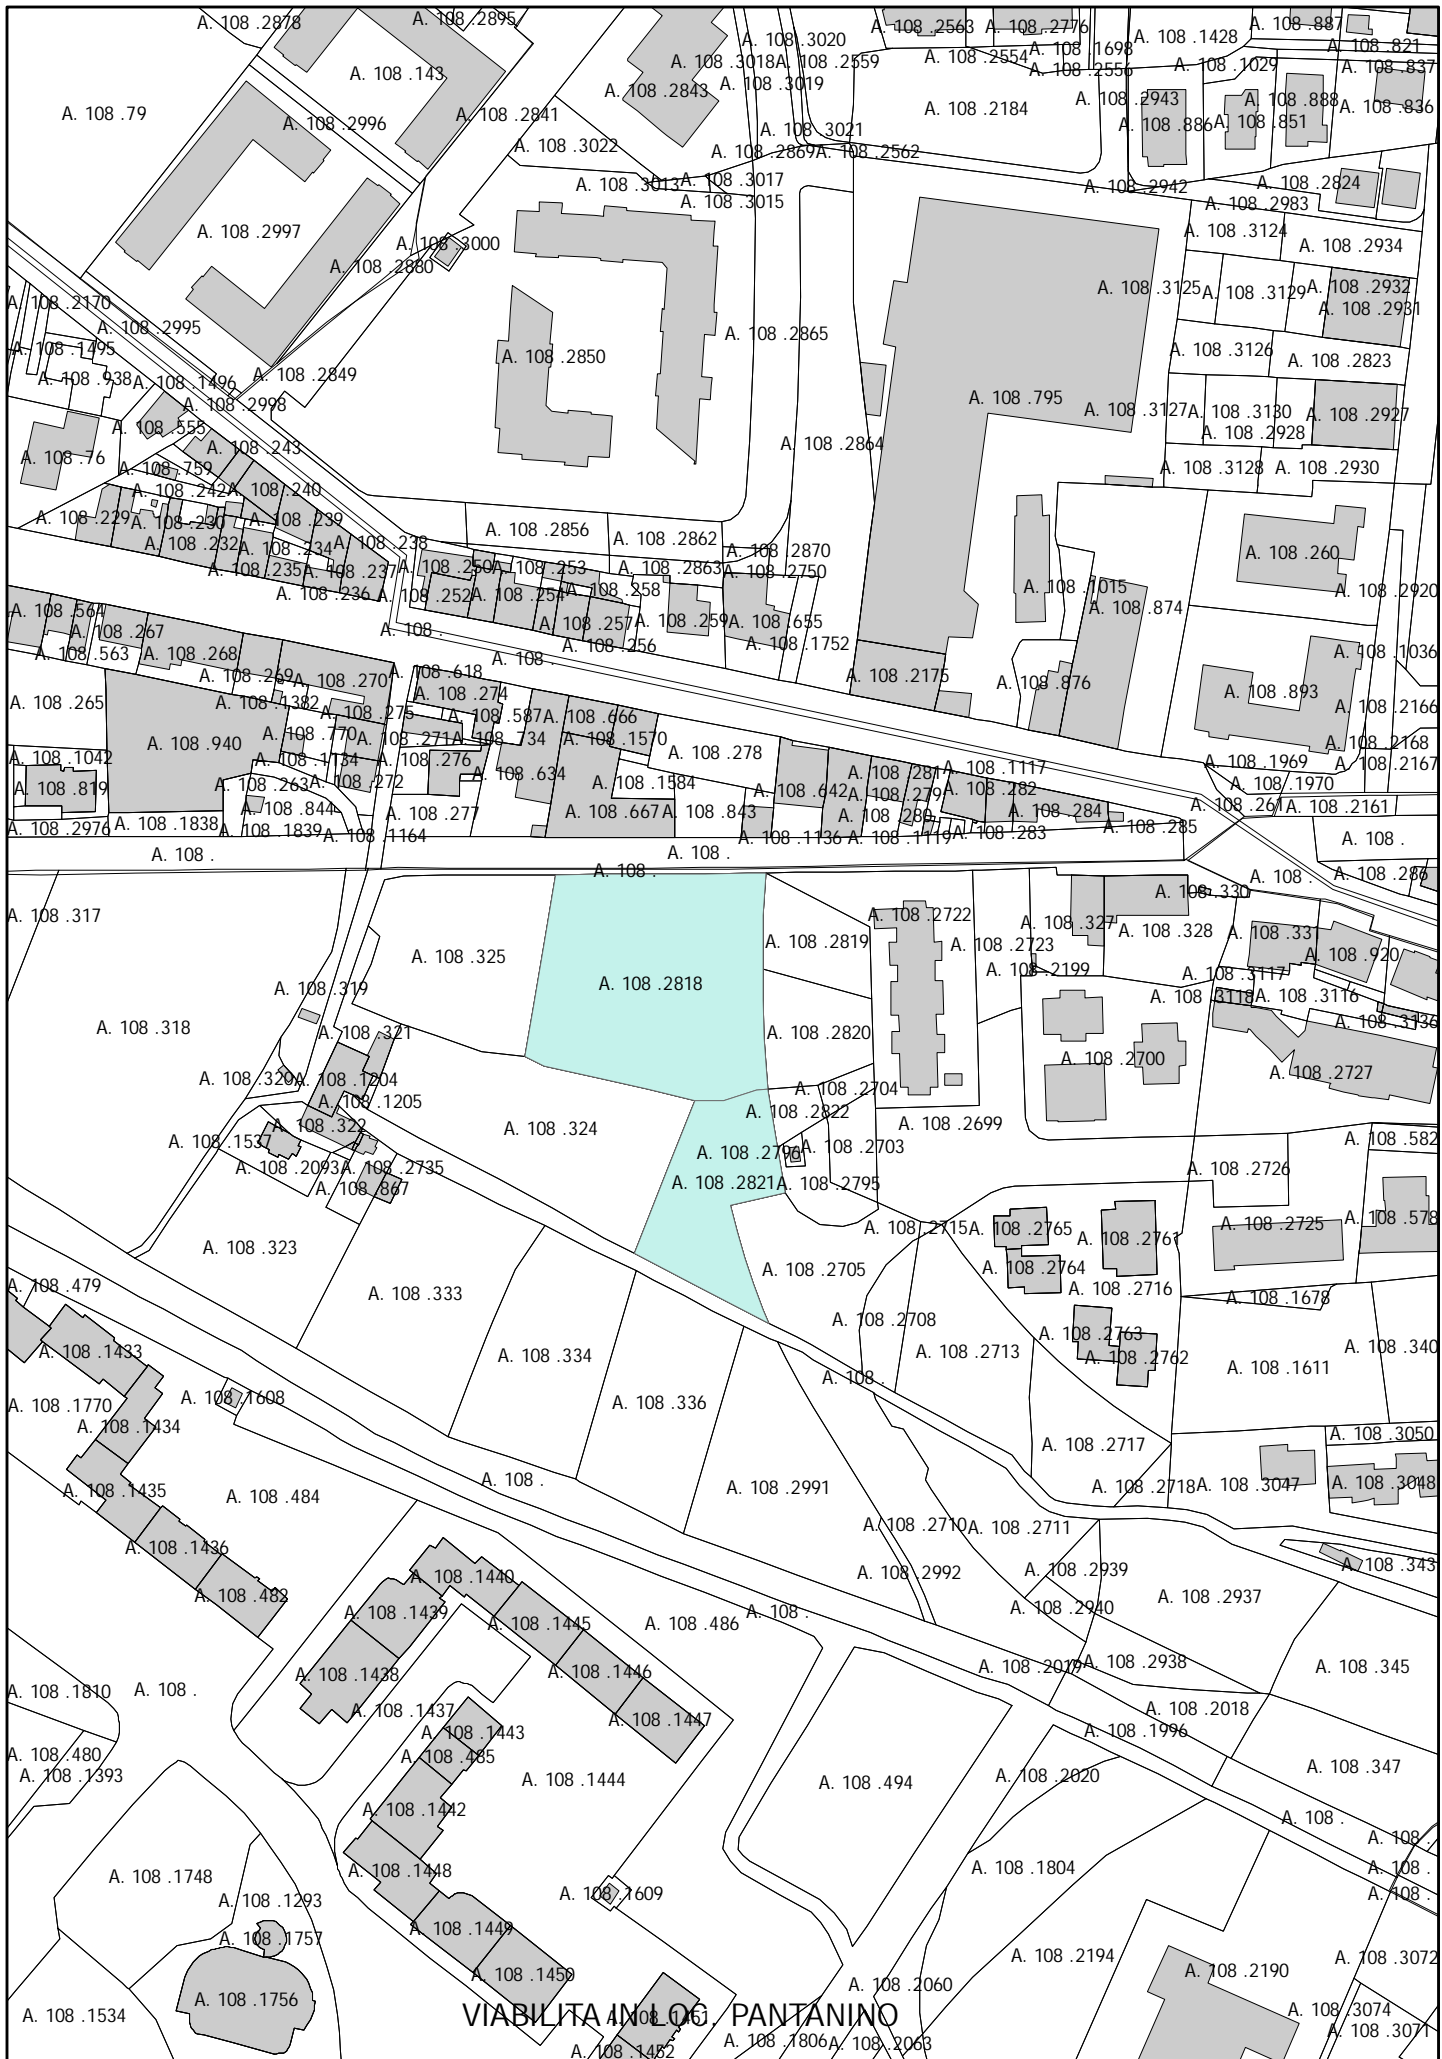 A. 108 .2878
A. 108 .2895
A. 108 .2563
A. 108 .2776
A. 108 .887
A. 108 .3020
A. 108 .1698
A. 108 .1428
A. 108 .821
A. 108 .143
A. 108 .3018
A. 108 .2559
A. 108 .2554
A. 108 .2556
A. 108 .1029
A. 108 .837
A. 108 .2843
A. 108 .3019
A. 108 .79
A. 108 .2996
A. 108 .2841
A. 108 .2184
A. 108 .2943
A. 108 .888
A. 108 .836
A. 108 .3022
A. 108 .3021
A. 108 .886
A. 108 .851
A. 108 .2869
A. 108 .2562
A. 108 .3013
A. 108 .3017
A. 108 .3015
A. 108 .2942
A. 108 .2824
A. 108 .2983
A. 108 .2997
A. 108 .3000
A. 108 .2880
A. 108 .3124
A. 108 .2934
A. 108 .2170
A. 108 .2995
A. 108 .3125
A. 108 .3129
A. 108 .2932
A. 108 .2931
A. 108 .1495
A. 108 .2850
A. 108 .2865
A. 108 .3126
A. 108 .2823
A. 108 .938
A. 108 .1496
A. 108 .2849
A. 108 .2998
A. 108 .795
A. 108 .3127
A. 108 .3130
A. 108 .2927
A. 108 .555
A. 108 .243
A. 108 .2864
A. 108 .2928
A. 108 .76
A. 108 .759
A. 108 .3128
A. 108 .2930
A. 108 .242
A. 108 .240
A. 108 .229
A. 108 .230
A. 108 .239
A. 108 .2856
A. 108 .2862
A. 108 .232
A. 108 .234
A. 108 .238
A. 108 .2870
A. 108 .260
A. 108 .235
A. 108 .237
A. 108 .250
A. 108 .253
A. 108 .2863
A. 108 .2750
A. 108 .236
A. 108 .252
A. 108 .254
A. 108 .258
A. 108 .1015
A. 108 .2920
A. 108 .564
A. 108 .267
A. 108 .
A. 108 .257
A. 108 .259
A. 108 .655
A. 108 .874
A. 108 .563
A. 108 .268
A. 108 .
A. 108 .256
A. 108 .1752
A. 108 .1036
A. 108 .269
A. 108 .270
A. 108 .618
A. 108 .2175
A. 108 .876
A. 108 .893
A. 108 .265
A. 108 .1382
A. 108 .275
A. 108 .274
A. 108 .587
A. 108 .666
A. 108 .2166
A. 108 .940
A. 108 .770
A. 108 .271
A. 108 .734
A. 108 .1570
A. 108 .278
A. 108 .2168
A. 108 .1042
A. 108 .1134
A. 108 .276
A. 108 .1969
A. 108 .2167
A. 108 .819
A. 108 .263
A. 108 .272
A. 108 .634
A. 108 .1584
A. 108 .281
A. 108 .1117
A. 108 .1970
A. 108 .844
A. 108 .277
A. 108 .667
A. 108 .843
A. 108 .642
A. 108 .279
A. 108 .282
A. 108 .284
A. 108 .261
A. 108 .2161
A. 108 .2976
A. 108 .1838
A. 108 .1839
A. 108 .1164
A. 108 .1136
A. 108 .280
A. 108 .1119
A. 108 .283
A. 108 .285
A. 108 .
A. 108 .
A. 108 .
A. 108 .
A. 108 .
A. 108 .286
A. 108 .317
A. 108 .2722
A. 108 .330
A. 108 .325
A. 108 .2819
A. 108 .2723
A. 108 .327
A. 108 .328
A. 108 .331
A. 108 .920
A. 108 .319
A. 108 .2818
A. 108 .2199
A. 108 .3117
A. 108 .3118
A. 108 .3116
A. 108 .318
A. 108 .321
A. 108 .2820
A. 108 .3136
A. 108 .320
A. 108 .1204
A. 108 .1205
A. 108 .2704
A. 108 .2700
A. 108 .2727
A. 108 .322
A. 108 .324
A. 108 .2822
A. 108 .2699
A. 108 .1537
A. 108 .2093
A. 108 .2735
A. 108 .2796
A. 108 .2703
A. 108 .582
A. 108 .867
A. 108 .2821
A. 108 .2795
A. 108 .2726
A. 108 .323
A. 108 .2715
A. 108 .2765
A. 108 .2761
A. 108 .2725
A. 108 .578
A. 108 .479
A. 108 .333
A. 108 .2705
A. 108 .2764
A. 108 .2716
A. 108 .1678
A. 108 .1433
A. 108 .334
A. 108 .2708
A. 108 .2713
A. 108 .2763
A. 108 .2762
A. 108 .1611
A. 108 .340
A. 108 .1770
A. 108 .1608
A. 108 .336
A. 108 .
A. 108 .1434
A. 108 .2717
A. 108 .3050
A. 108 .1435
A. 108 .484
A. 108 .
A. 108 .2991
A. 108 .2718
A. 108 .3047
A. 108 .3048
A. 108 .1436
A. 108 .2710
A. 108 .2711
A. 108 .482
A. 108 .1440
A. 108 .2992
A. 108 .2939
A. 108 .2937
A. 108 .343
A. 108 .1439
A. 108 .1445
A. 108 .486
A. 108 .
A. 108 .2940
A. 108 .1438
A. 108 .1446
A. 108 .2019
A. 108 .2938
A. 108 .345
A. 108 .1810
A. 108 .
A. 108 .1437
A. 108 .1443
A. 108 .1447
A. 108 .2018
A. 108 .1996
A. 108 .480
A. 108 .1393
A. 108 .485
A. 108 .1444
A. 108 .494
A. 108 .2020
A. 108 .347
A. 108 .1442
A. 108 .
A. 108 .
A. 108 .1748
A. 108 .1448
A. 108 .1609
A. 108 .1804
A. 108 .
A. 108 .
A. 108 .1293
A. 108 .1757
A. 108 .1449
A. 108 .2194
A. 108 .3072
A. 108 .1450
A. 108 .2060
A. 108 .2190
A. 108 .1534
A. 108 .1756
VIABILITA IN LOC. PANTANINO
A. 108 .1451
A. 108 .3074
A. 108 .3071
A. 108 .1452
A. 108 .1806
A. 108 .2063